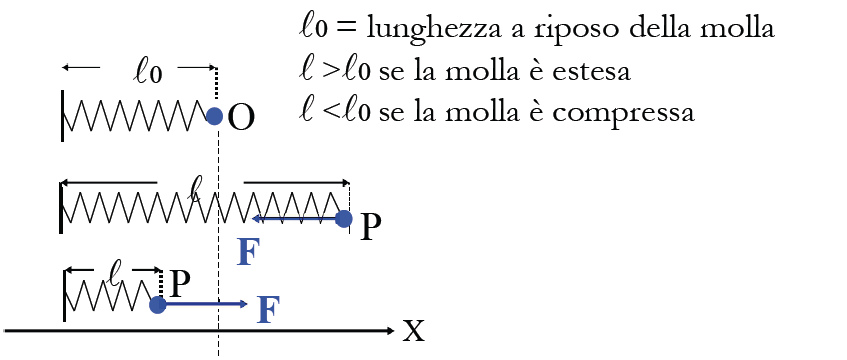 ℓ0 = lunghezza a riposo della molla
ℓ >ℓ0 se la molla è estesa
ℓ <ℓ0 se la molla è compressa
ℓ0
O
ℓ
P
F
ℓ
P
F
X